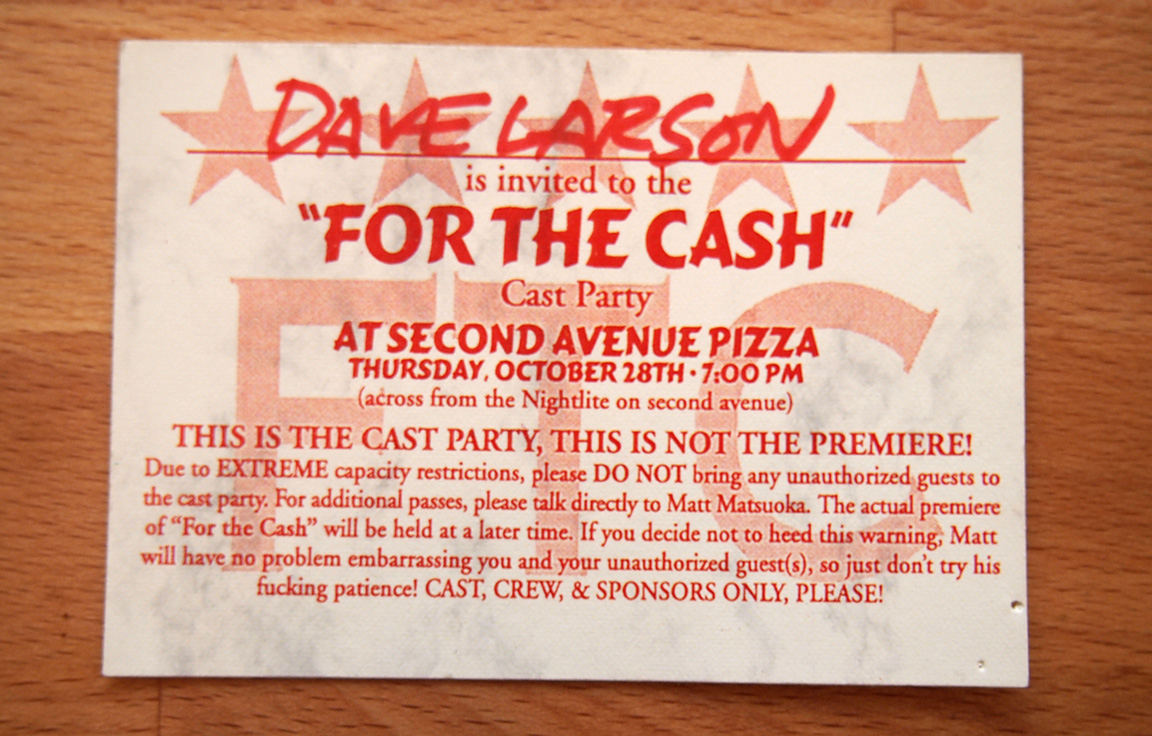 DAVE LARSON
is invited to the
"FOR THE CASH"
Cast Party
AT SECOND AVENUE PIZZA
THURSDAY, OCTOBER 28TH • 7:00 PM
(across from the Nightlite on second avenue)
THIS IS THE CAST PARTY, THIS IS NOT THE PREMIERE!
Due to EXTREME capacity restrictions, please DO NOT bring any unauthorized guests to
the cast party. For additional passes, please talk directly to Matt Matsuoka. The actual premiere
of “For the Cash” will be held at a later time. If you decide not to heed this warning, Matt
will have no problem embarrassing you and your unauthorized guest(s), so just don't try his
fucking patience! CAST, CREW, & SPONSORS ONLY, PLEASE!
FTC